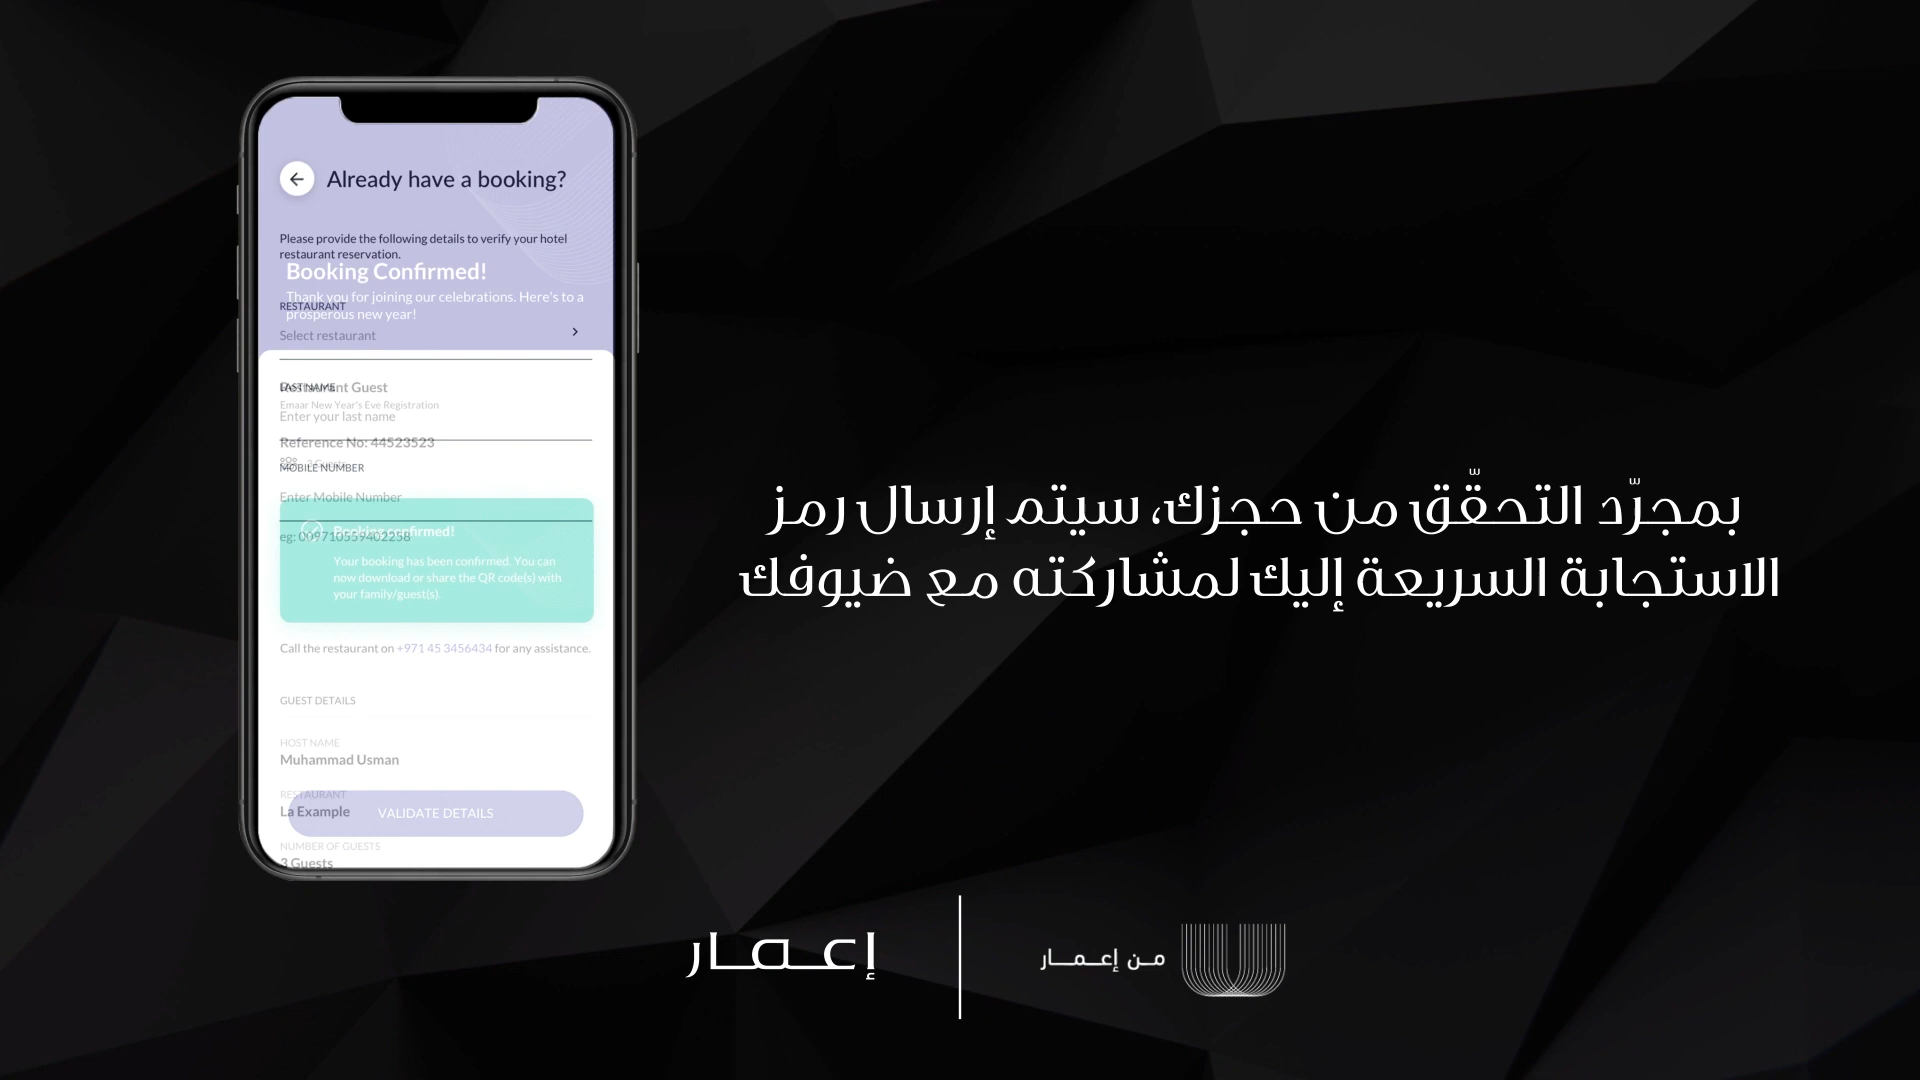 Already have a booking?
Please provide the following details to verify your hotel
restaurant reservation.
Booking Confirmed!
Thank you for joining our celebrations. Here's to a
prosperous new year!
RESTAURANT
Select restaurant
LAST NAME
Restaurant Guest
Emaar New Year's Eve Registration
Enter your last name
Reference No: 44523523
MOBILE NUMBER
Enter Mobile Number
Booking confirmed!
eg: 009710559402258
Your booking has been confirmed. You can
now download or share the QR code(s) with
your family/guest(s).
Call the restaurant on +971 45 3456434 for any assistance.
GUEST DETAILS
HOST NAME
Muhammad Usman
RESTAURANT
La Example
VALIDATE DETAILS
NUMBER OF GUESTS
3 Guests
بمجرّد التحقّق من حجزك، سيتم إرسال رمز
الاستجابة السريعة إليك لمشاركته مع ضيوفك
إعمار
من إعمار